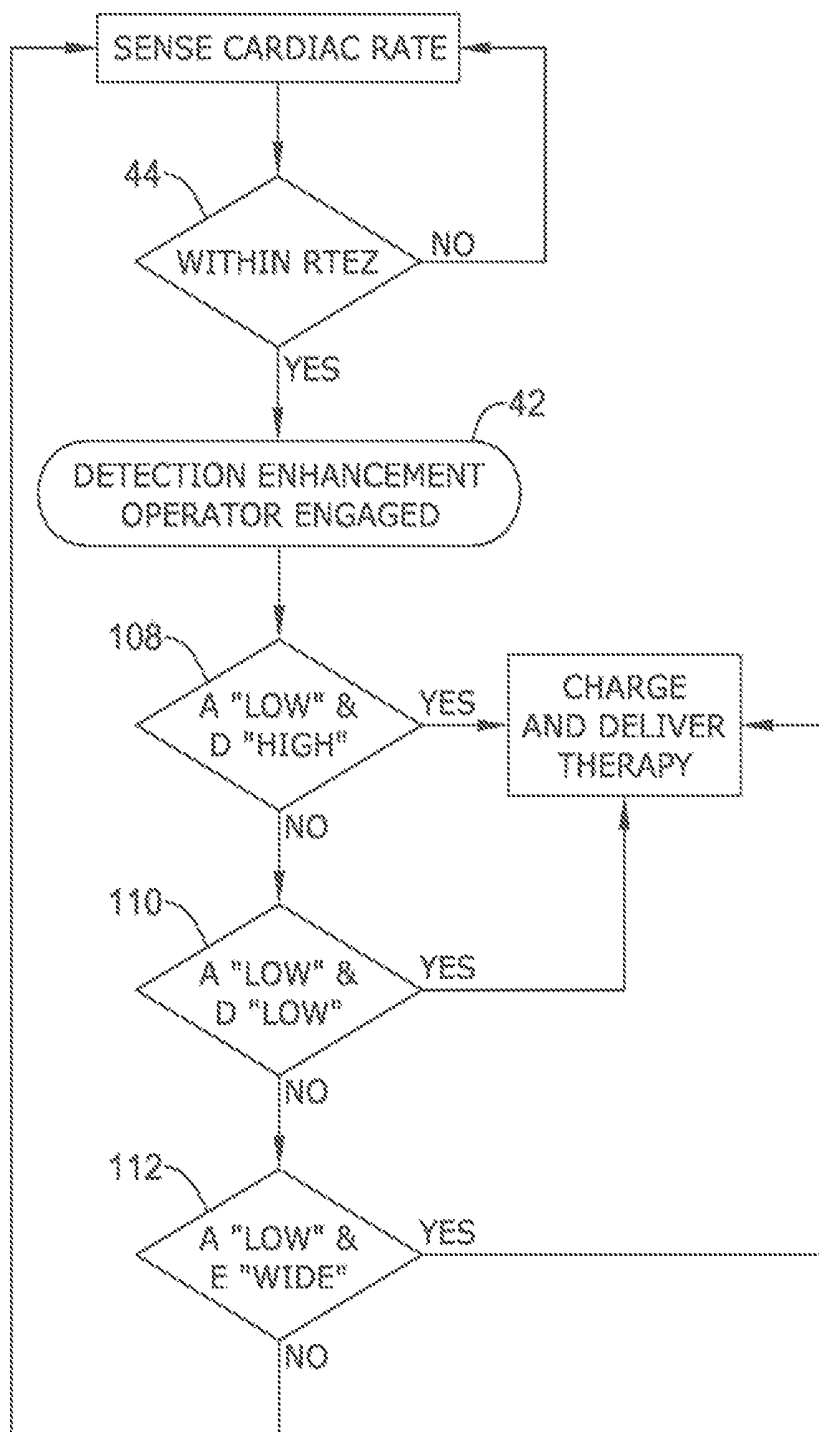 SENSE CARDIAC RATE
44
WITHIN RTEZ
NO
YES
42
DETECTION ENHANCEMENT
OPERATOR ENGAGED
108
A "LOW" &
D "HIGH"
YES
CHARGE
AND DELIVER
THERAPY
NO
110
A "LOW" &
D "LOW"
YES
NO
112
A "LOW" &
E "WIDE"
YES
NO